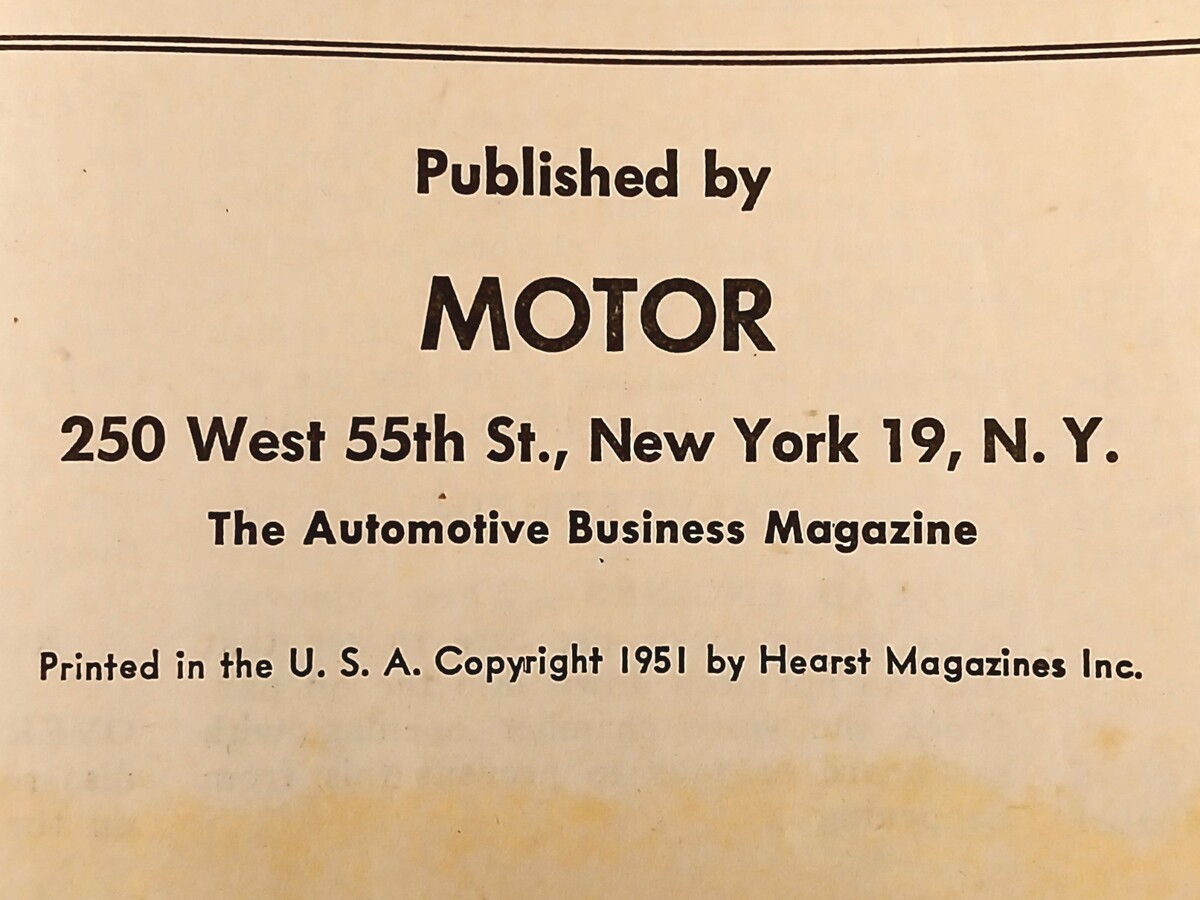 Published by
MOTOR
250 West 55th St., New York 19, N. Y.
The Automotive Business Magazine
Printed in the U. S. A. Copyright 1951 by Hearst Magazines Inc.